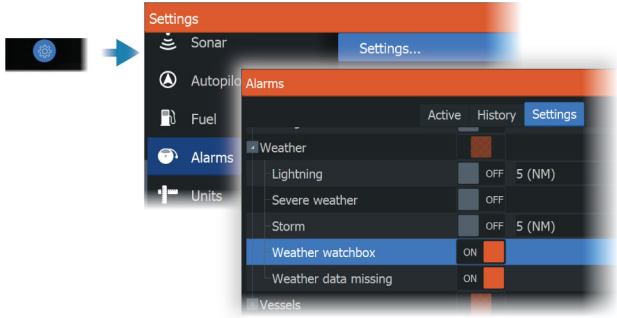 Settings
Sonar
Settings...
Autopilo
Fuel
Alarms
Units
Alarms
Active History Settings
Weather
Lightning OFF 5 (NM)
Severe weather OFF
Storm OFF 5 (NM)
Weather watchbox ON
Weather data missing ON
Vessels